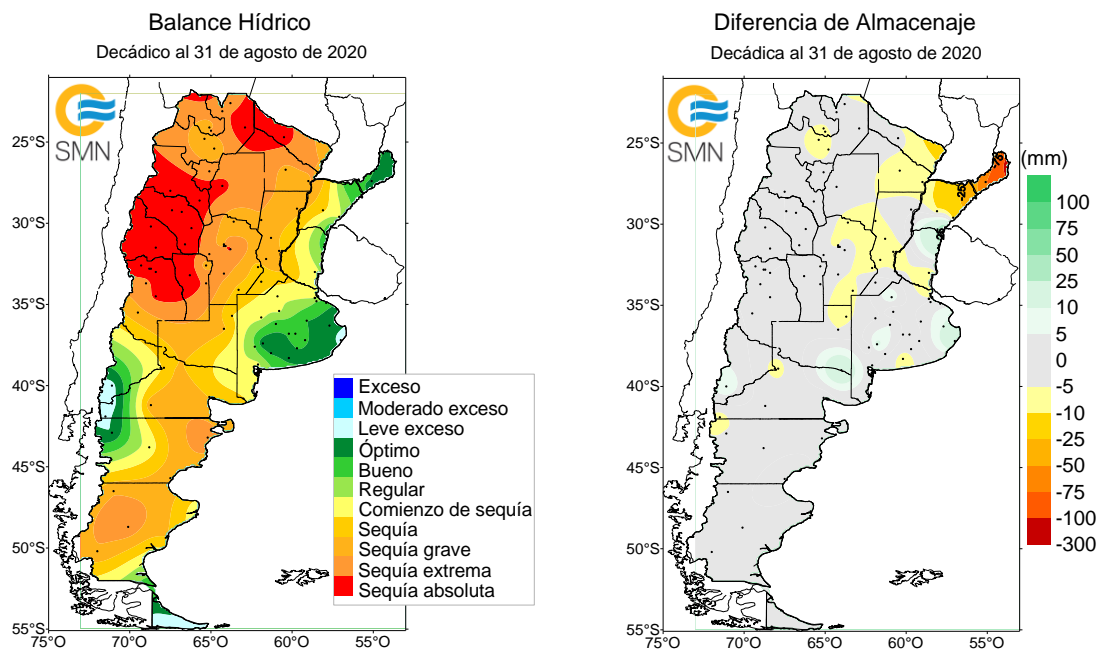 Balance Hídrico
Decádico al 31 de agosto de 2020
SMN
25°S
30°S
35°S
40°S
45°S
50°S
55°S
75°O
70°O
65°O
60°O
55°O
Exceso
Moderado exceso
Leve exceso
Óptimo
Bueno
Regular
Comienzo de sequía
Sequía
Sequía grave
Sequía extrema
Sequía absoluta
Diferencia de Almacenaje
Decádica al 31 de agosto de 2020
SMN
25°S
30°S
35°S
40°S
45°S
50°S
55°S
75°O
70°O
65°O
60°O
55°O
-25
(mm)
100
75
50
25
10
5
0
-5
-10
-25
-50
-75
-100
-300